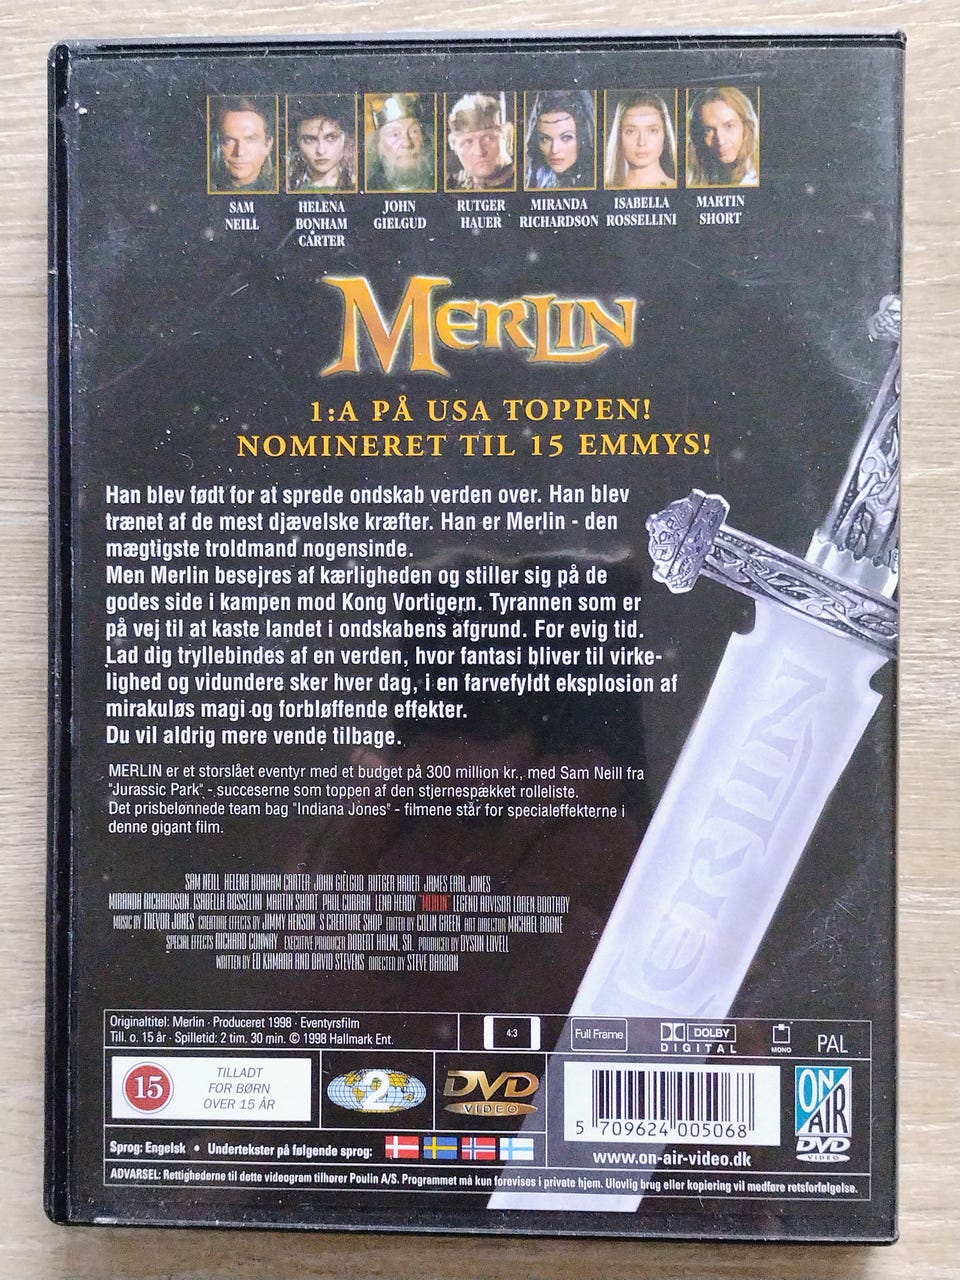 SAM NEILL
HELENA BONHAM CARTER
JOHN GIELGUD
RUTGER HAUER
MIRANDA RICHARDSON
ISABELLA ROSSELLINI
MARTIN SHORT
MERLIN
1:A PÅ USA TOPPEN!
NOMINERET TIL 15 EMMYS!
Han blev født for at sprede ondskab verden over. Han blev
trænet af de mest djævelske kræfter. Han er Merlin - den
mægtigste troldmand nogensinde.
Men Merlin besejres af kærligheden og stiller sig på de
godes side i kampen mod Kong Vortigern. Tyrannen som er
på vej til at kaste landet i ondskabens afgrund. For evig tid.
Lad dig tryllebindes af en verden, hvor fantasi bliver til virke-
lighed og vidundere sker hver dag, i en farvefyldt eksplosion af
mirakuløs magi og forbløffende effekter.
Du vil aldrig mere vende tilbage.
MERLIN er et storslået eventyr med et budget på 300 million kr., med Sam Neill fra
"Jurassic Park" - succeserne som toppen af den stjernespækket rolleliste.
Det prisbelønnede team bag "Indiana Jones" - filmene står for specialeffekterne i
denne gigant film.
SAM NEILL HELENA BONHAM CARTER JOHN GIELGUD RUTGER HAUER JAMES EARL JONES
MIRANDA RICHARDSON ISABELLA ROSSELINI MARTIN SHORT PAUL CURRAN LENA HEADY "MERLIN" LEGEND ADVISOR LOREN BOOTHBY
MUSIC BY TREVOR JONES CREATURE EFFECTS BY JIMMY HENSON´S CREATURE SHOP EDITED BY COLIN GREEN ART DIRECTOR MICHAEL BOONE
SPECIAL EFFECTS RICHARD CONWAY EXECUTIVE PRODUCER ROBERT HALMI, SR. PRODUCED BY DYSON LOVELL
WRITTEN BY ED KHMARA AND DAVID STEVENS DIRECTED BY STEVE BARRON
MERLIN
Originaltitel: Merlin · Produceret 1998 · Eventyrsfilm
Till. o. 15 år · Spilletid: 2 tim. 30 min. © 1998 Hallmark Ent.
4:3
Full Frame
DOLBY
DIGITAL
MONO
PAL
15
TILLADT
FOR BØRN
OVER 15 ÅR
2
DVD
VIDEO
5 709624 005068
www.on-air-video.dk
ON
AIR
DVD
VIDEO
Sprog: Engelsk • Undertekster på følgende sprog:
ADVARSEL: Rettighederne til dette videogram tilhører Poulin A/S. Programmet må kun forevises i private hjem. Ulovlig brug eller kopiering vil medføre retsforfølgelse.